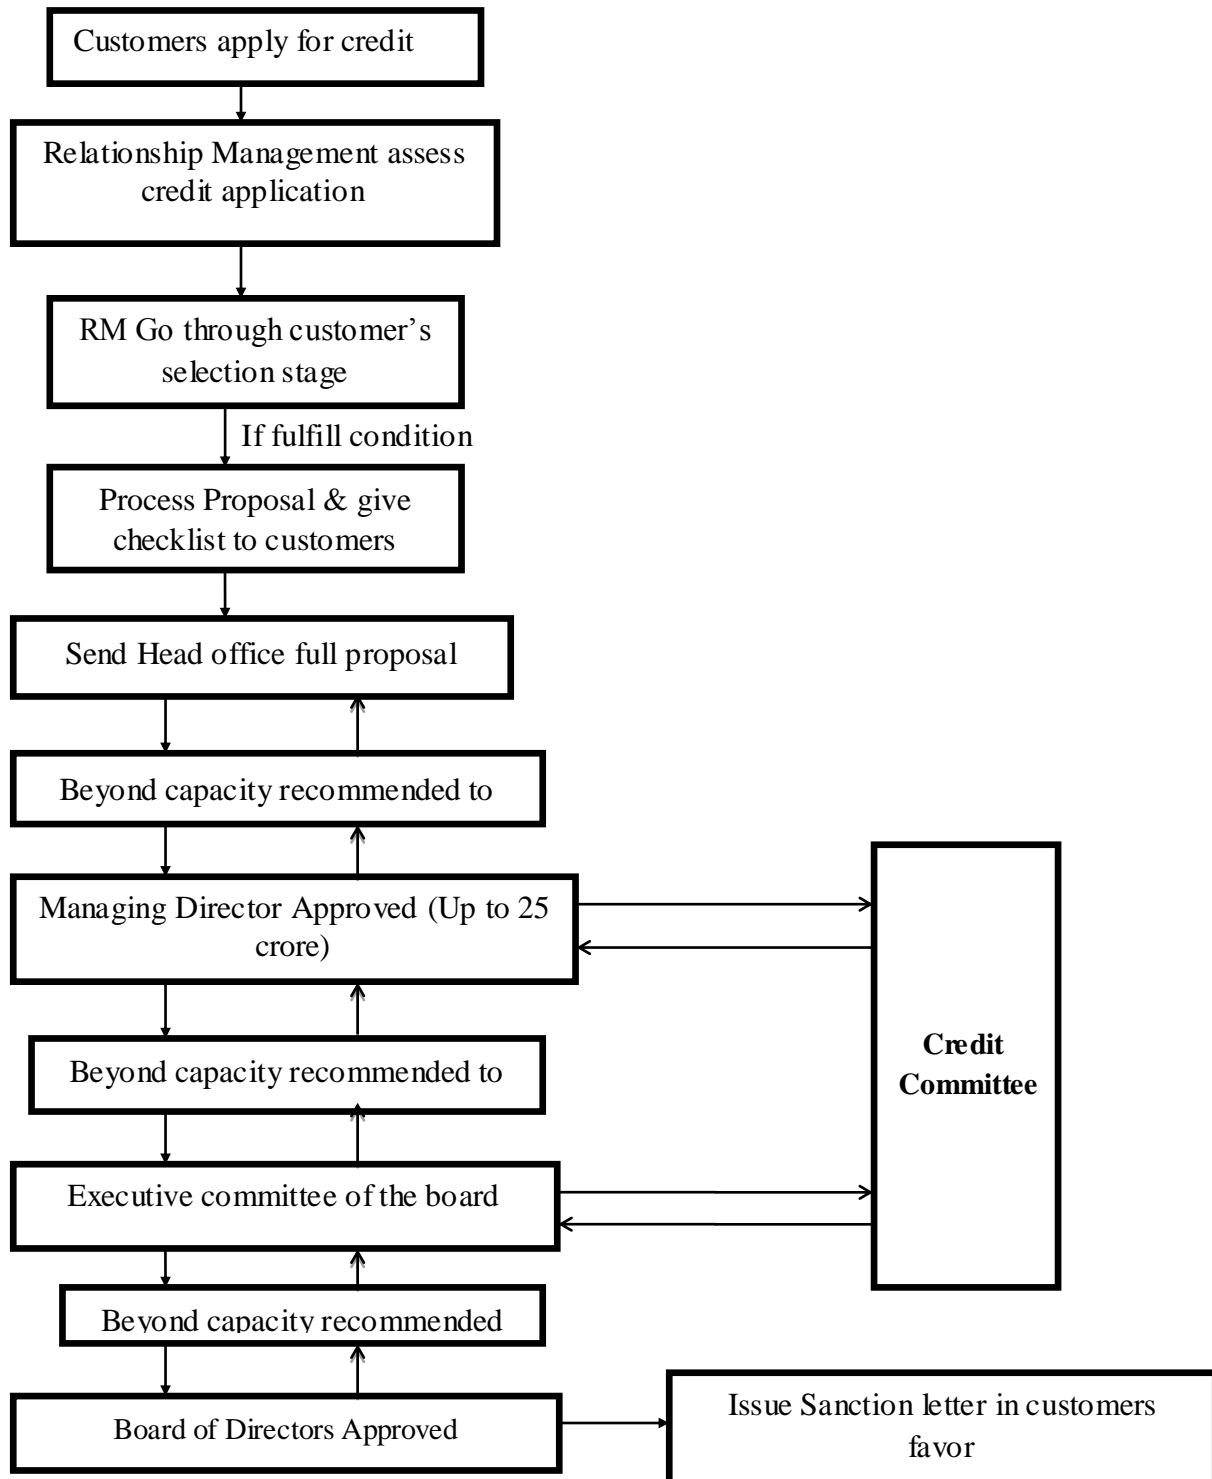 Customers apply for credit
Relationship Management assess
credit application
RM Go through customer’s
selection stage
If fulfill condition
Process Proposal & give
checklist to customers
Send Head office full proposal
Beyond capacity recommended to
Managing Director Approved (Up to 25
crore)
Beyond capacity recommended to
Credit
Committee
Executive committee of the board
Beyond capacity recommended
Board of Directors Approved
Issue Sanction letter in customers
favor